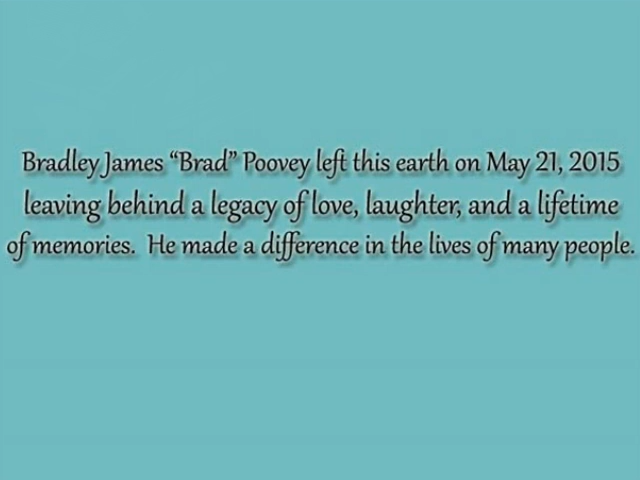 Bradley James “Brad” Poovey left this earth on May 21, 2015
leaving behind a legacy of love, laughter, and a lifetime
of memories.  He made a difference in the lives of many people.